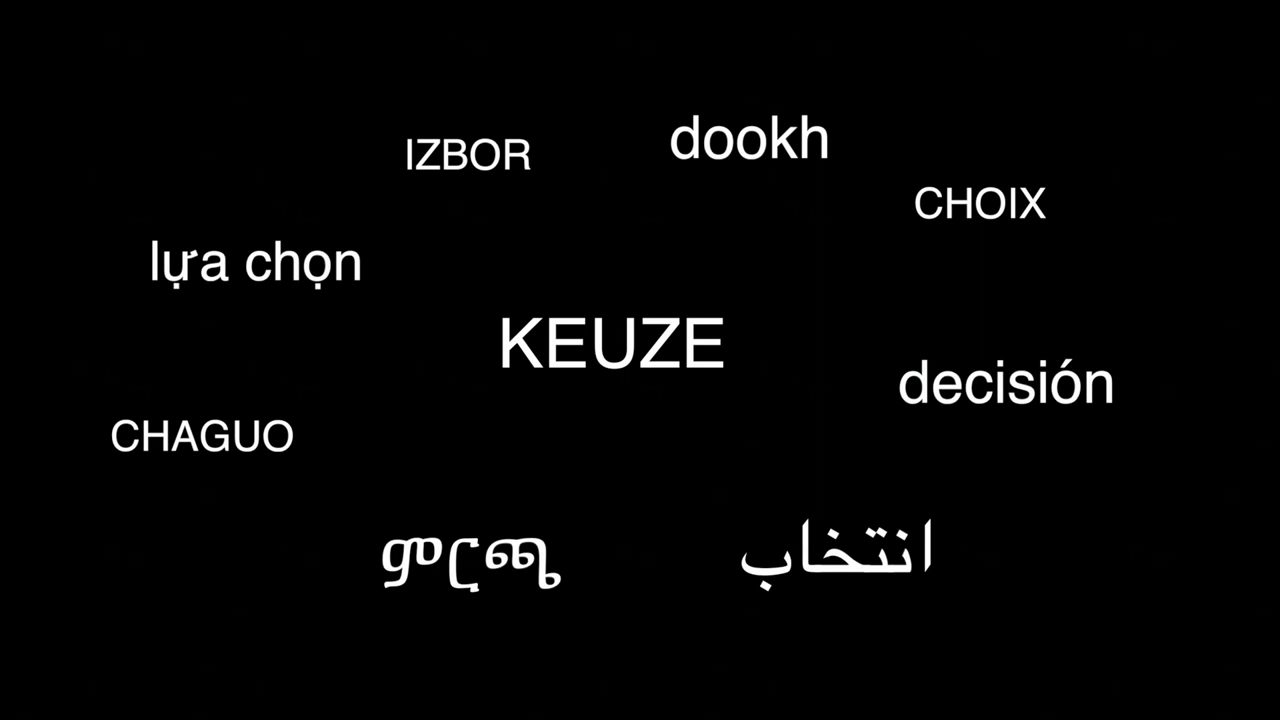 IZBOR
dookh
CHOIX
lựa chọn
KEUZE
decisión
CHAGUO
ምርጫ
انتخاب